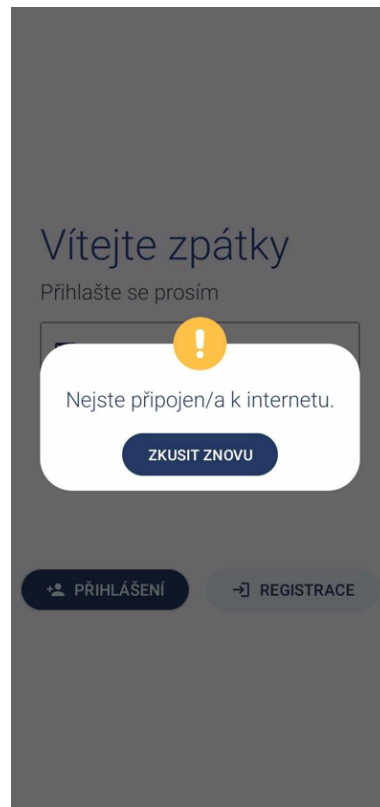 Vítejte zpátky
Přihlašte se prosím
Nejste připojen/a k internetu.
ZKUSIT ZNOVU
PŘIHLÁŠENÍ
REGISTRACE